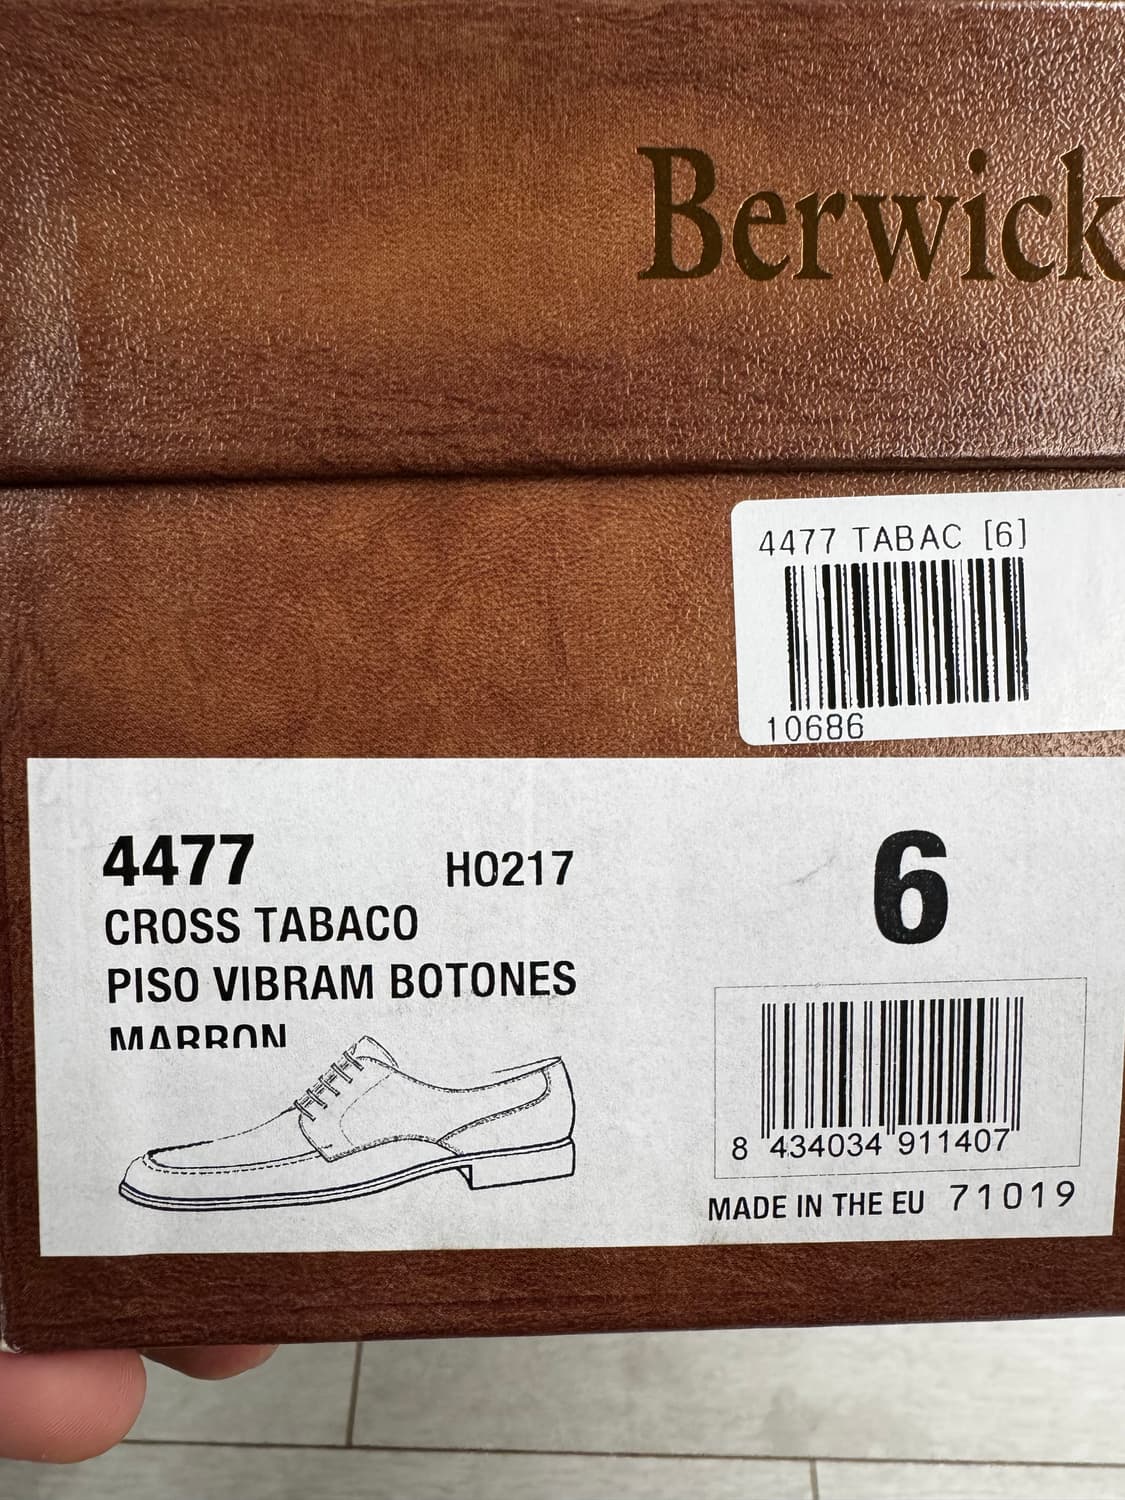 Berwick
4477 TABAC [6]
10686
4477 H0217
CROSS TABACO
PISO VIBRAM BOTONES
MARRON
6
8 434034 911407
MADE IN THE EU 71019